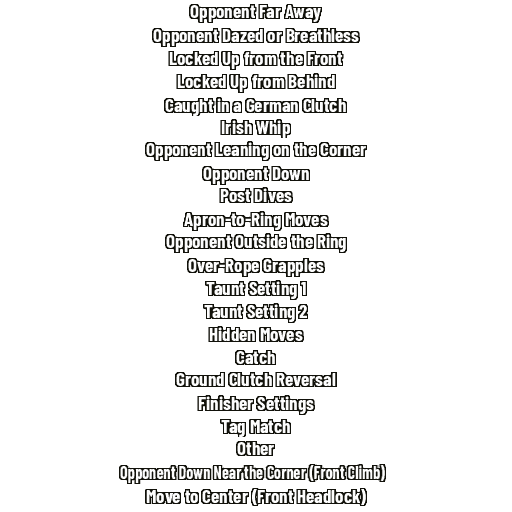 Opponent Far Away
Opponent Dazed or Breathless
Locked Up from the Front
Locked Up from Behind
Caught in a German Clutch
Irish Whip
Opponent Leaning on the Corner
Opponent Down
Post Dives
Apron-to-Ring Moves
Opponent Outside the Ring
Over-Rope Grapples
Taunt Setting 1
Taunt Setting 2
Hidden Moves
Catch
Ground Clutch Reversal
Finisher Settings
Tag Match
Other
Opponent Down Near the Corner (Front Climb)
Move to Center (Front Headlock)